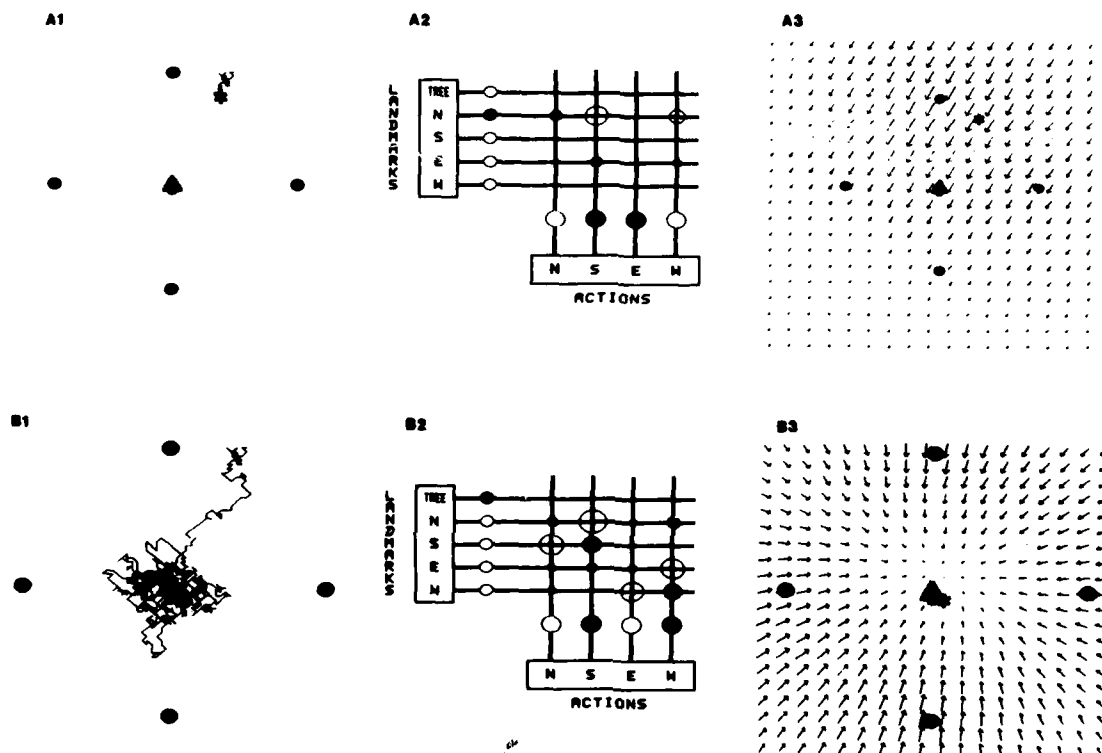 A1
A2
A3
LANDMARKS
TREE
N
S
E
W
N S E W
ACTIONS
B1
B2
B3
LANDMARKS
TREE
N
S
E
W
N S E W
ACTIONS